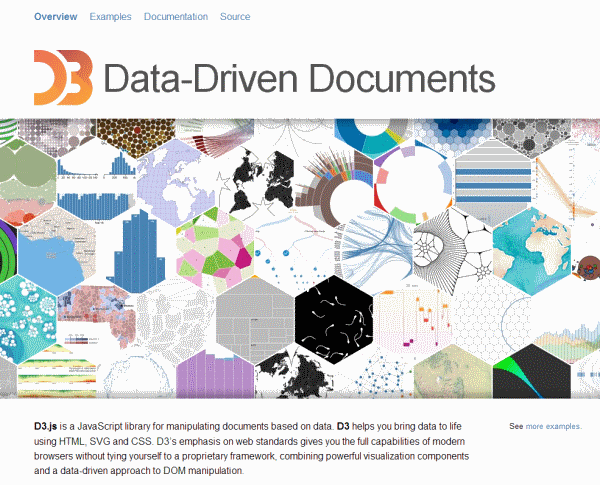 Overview Examples Documentation Source
D3 Data-Driven Documents
D3.js is a JavaScript library for manipulating documents based on data. D3 helps you bring data to life
using HTML, SVG and CSS. D3's emphasis on web standards gives you the full capabilities of modern
browsers without tying yourself to a proprietary framework, combining powerful visualization components
and a data-driven approach to DOM manipulation.
See more examples.